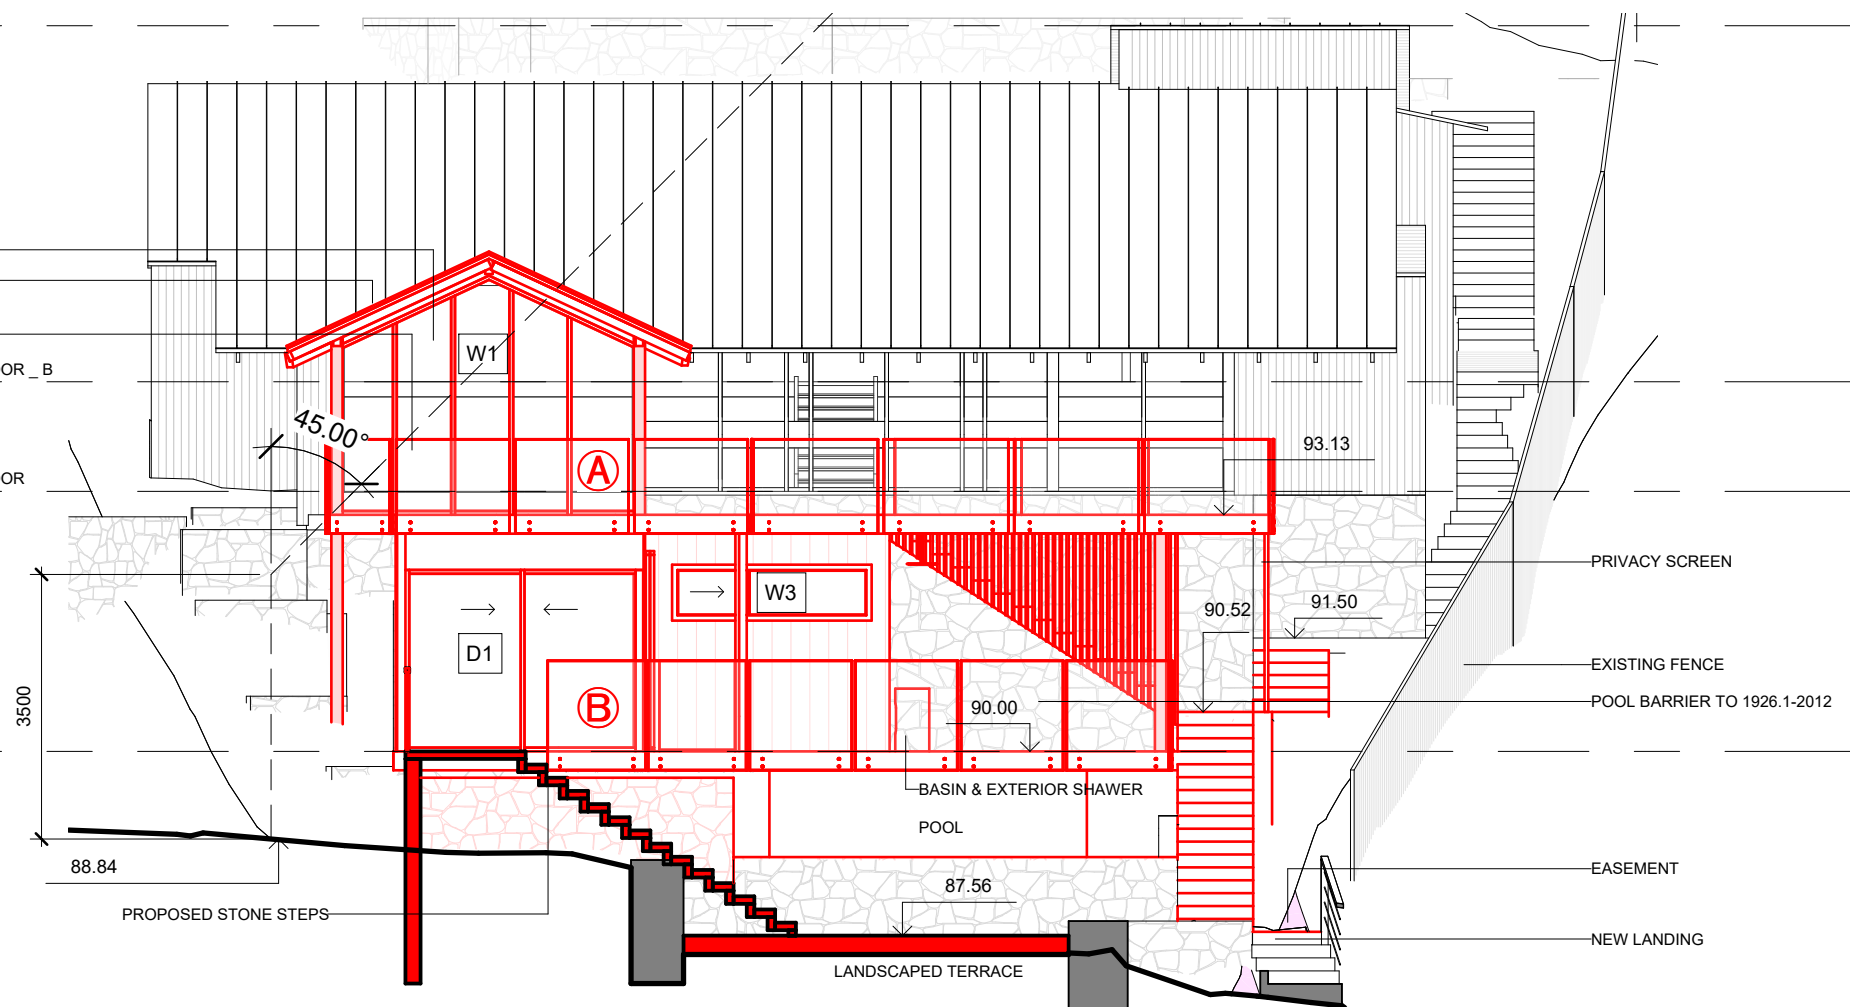 W1
OR _ B
45.00°
93.13
A
OR
PRIVACY SCREEN
W3
90.52
91.50
D1
EXISTING FENCE
3500
B
90.00
POOL BARRIER TO 1926.1-2012
BASIN & EXTERIOR SHAWER
POOL
88.84
EASEMENT
87.56
PROPOSED STONE STEPS
NEW LANDING
LANDSCAPED TERRACE